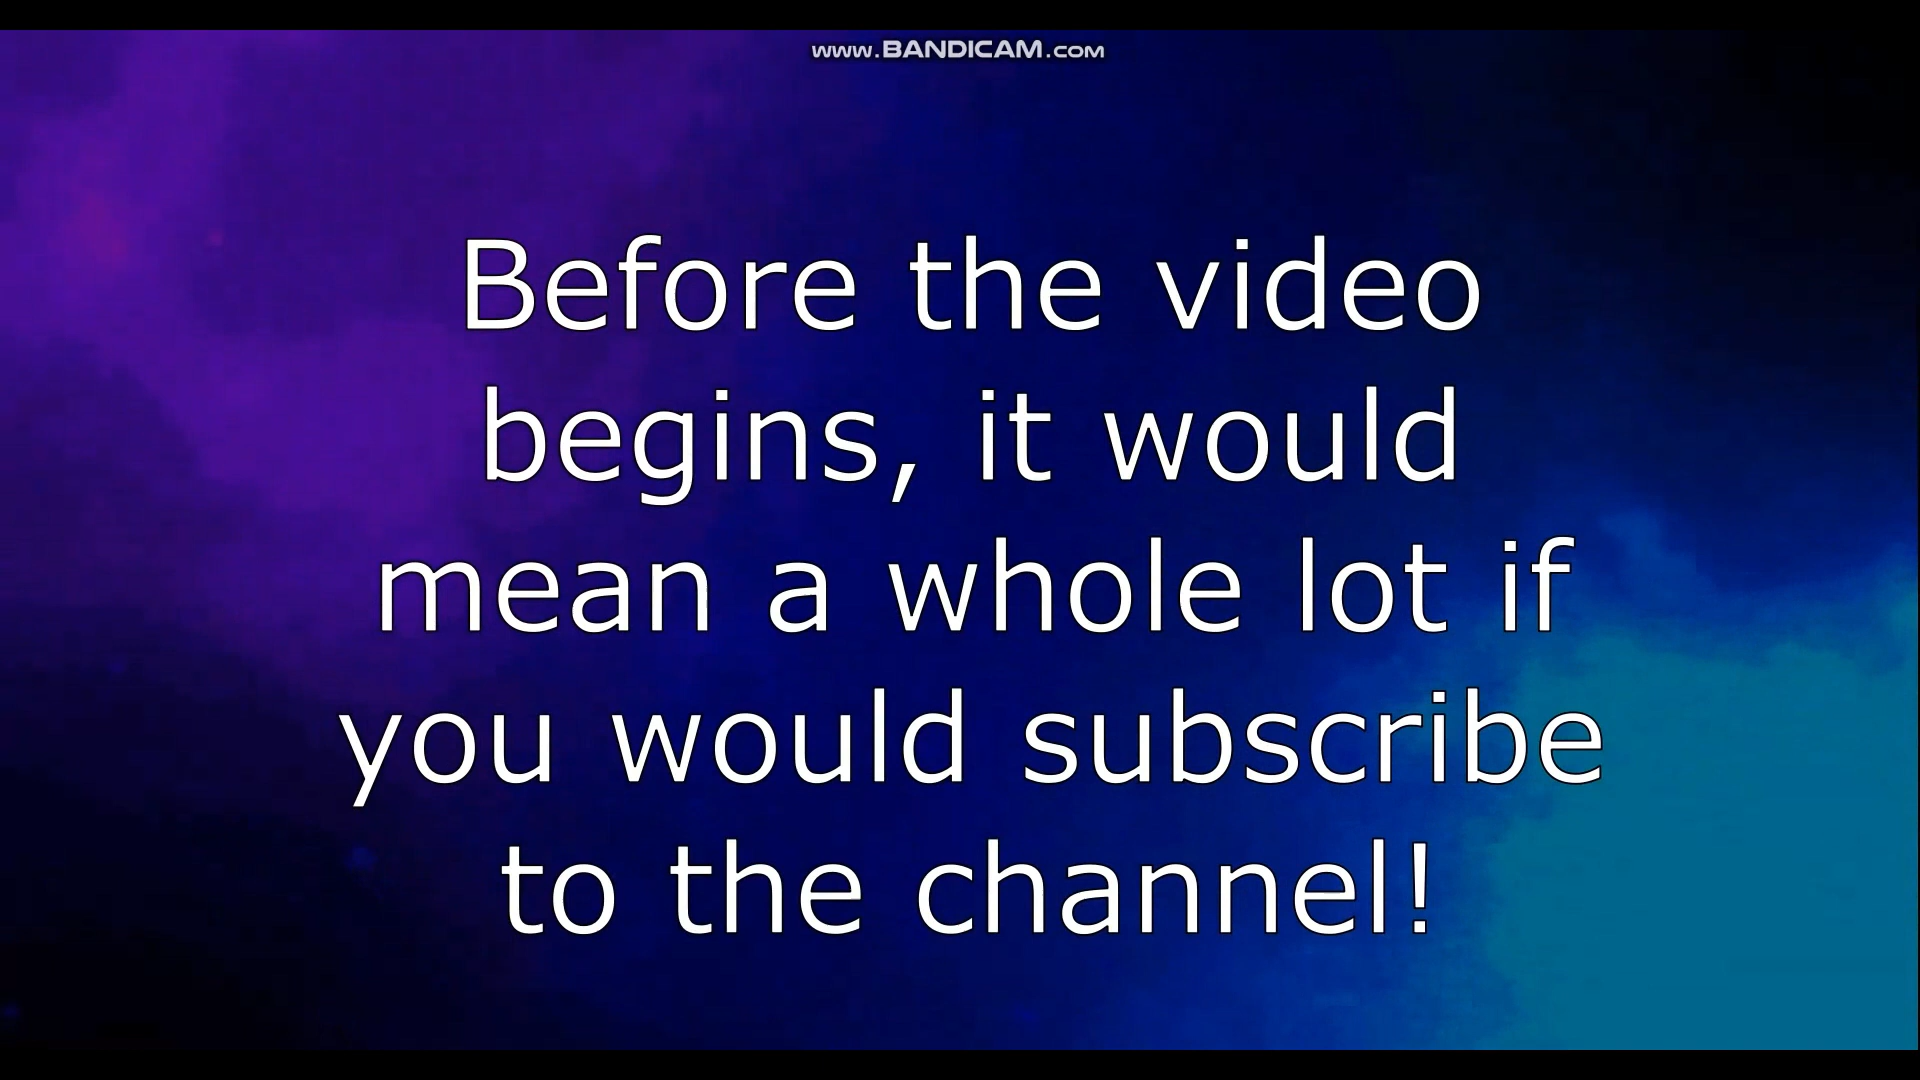 www.BANDICAM.com
Before the video
begins, it would
mean a whole lot if
you would subscribe
to the channel!